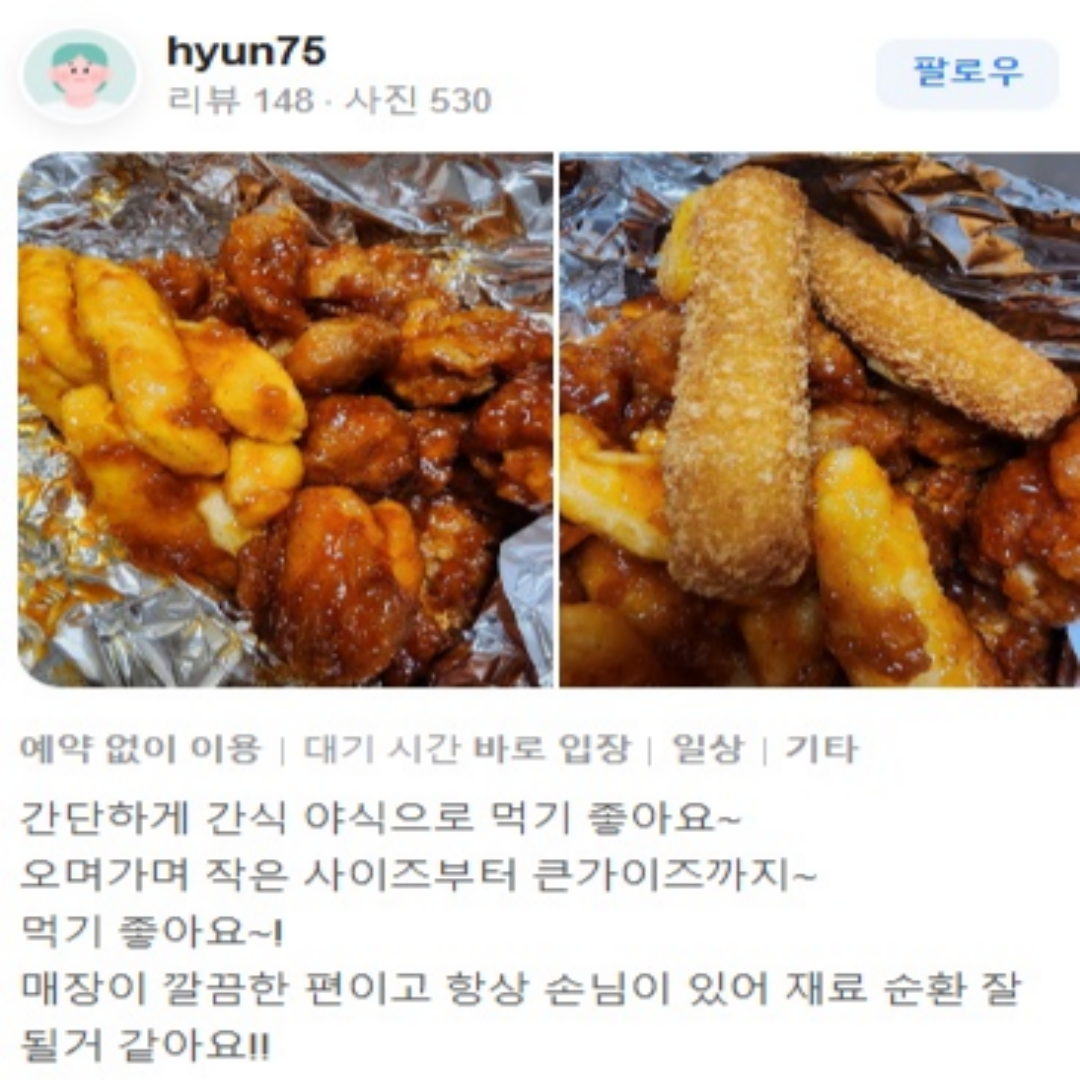 hyun75
리뷰 148 · 사진 530
팔로우
예약 없이 이용 | 대기 시간 바로 입장 | 일상 | 기타
간단하게 간식 야식으로 먹기 좋아요~
오며가며 작은 사이즈부터 큰가이즈까지~
먹기 좋아요~!
매장이 깔끔한 편이고 항상 손님이 있어 재료 순환 잘
될거 같아요!!